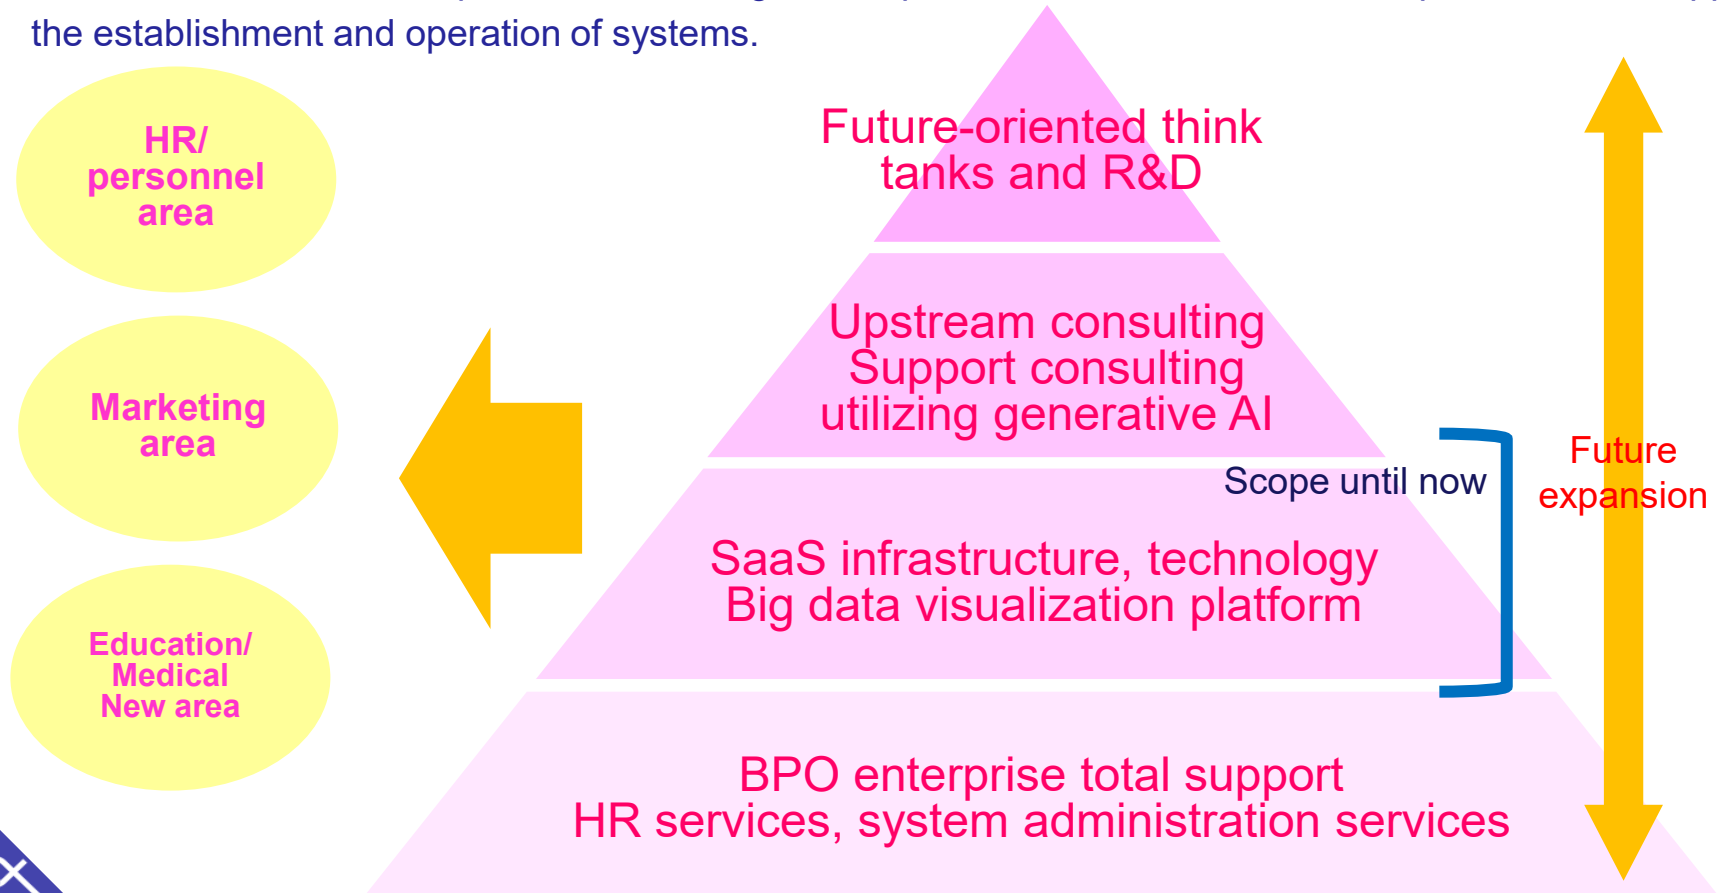 the establishment and operation of systems.
HR/
personnel
area
Marketing
area
Education/
Medical
New area
Future-oriented think
tanks and R&D
Upstream consulting
Support consulting
utilizing generative AI
Scope until now
SaaS infrastructure, technology
Big data visualization platform
BPO enterprise total support
HR services, system administration services
Future
expansion